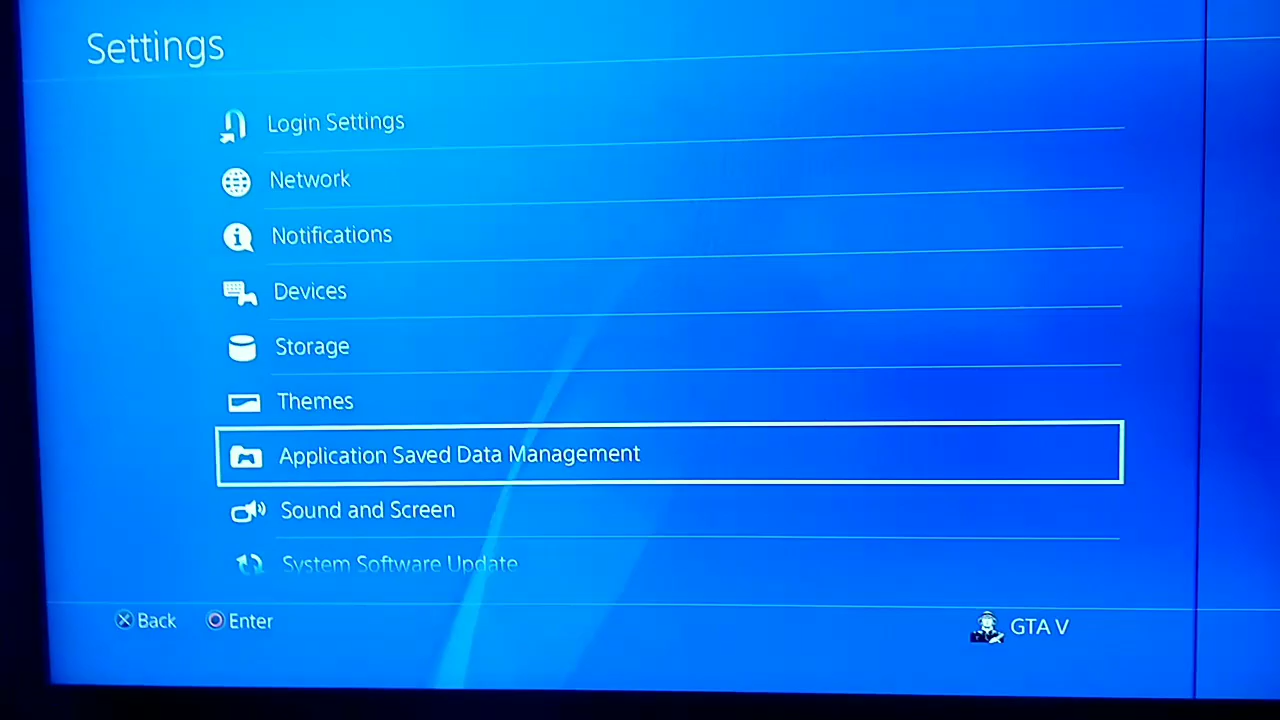 Settings
Login Settings
Network
Notifications
Devices
Storage
Themes
Application Saved Data Management
Sound and Screen
System Software Update
Back Enter
GTA V